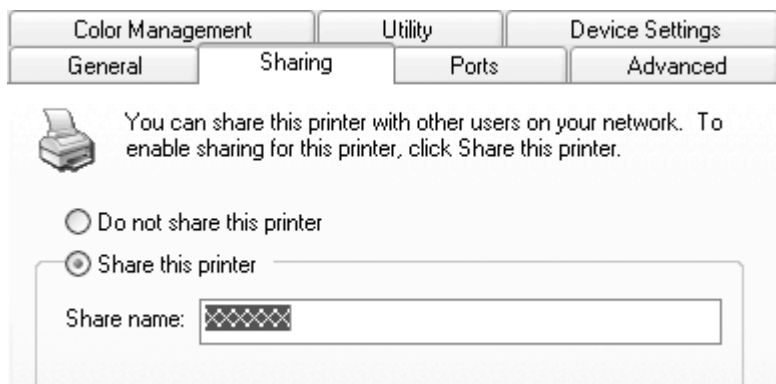 Color Management Utility Device Settings
General Sharing Ports Advanced
You can share this printer with other users on your network. To
enable sharing for this printer, click Share this printer.
Do not share this printer
Share this printer
Share name: XXXXXX